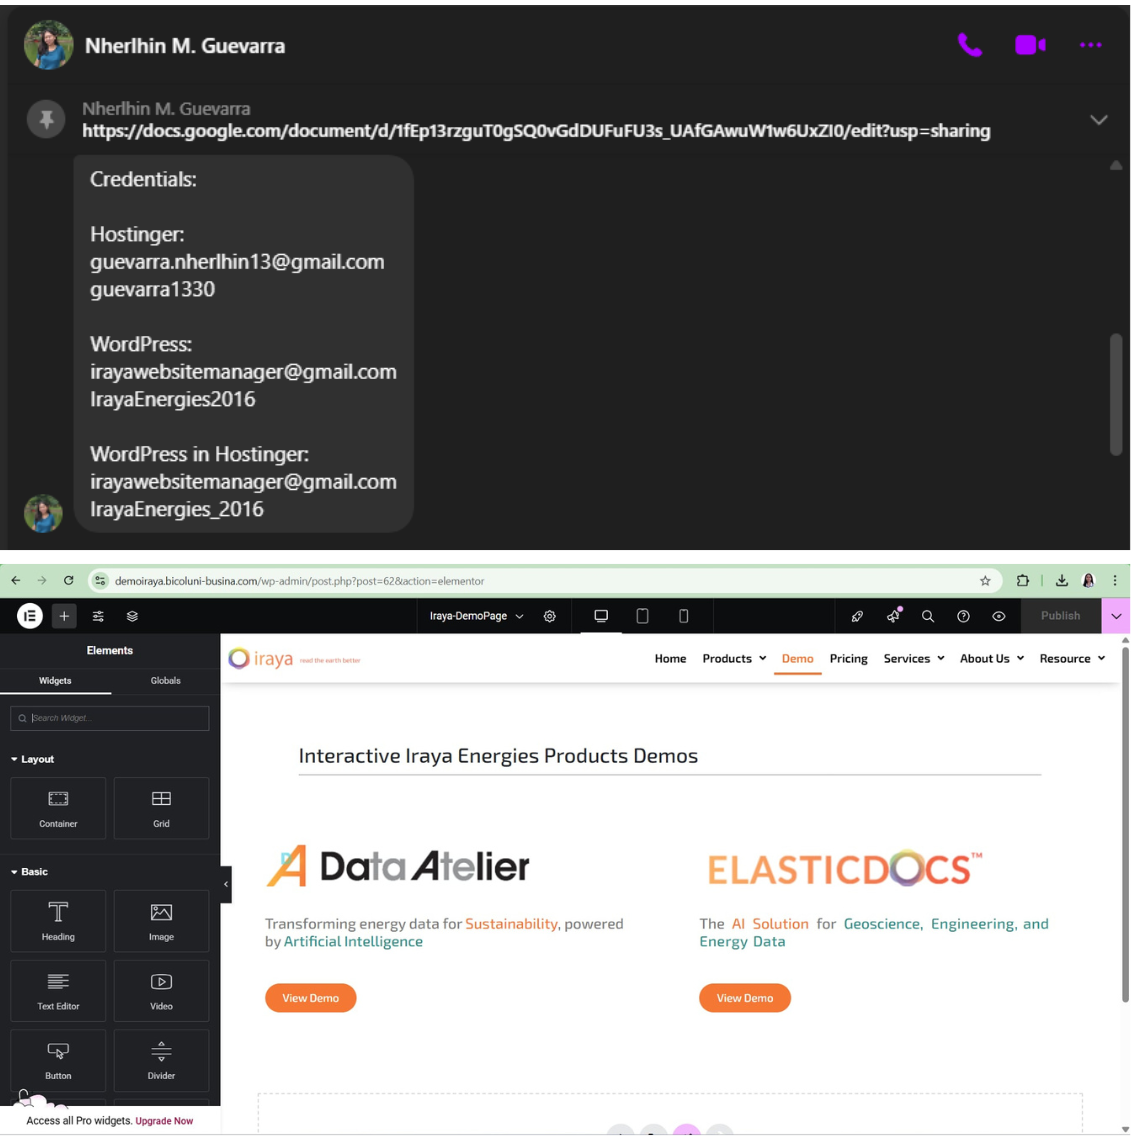 Nherlhin M. Guevarra
Nherlhin M. Guevarra
https://docs.google.com/document/d/1fEp13rzguT0gSQ0vGdDUFuFU3s_UAfGAwuW1w6UxZI0/edit?usp=sharing
Credentials:
Hostinger:
guevarra.nherlhin13@gmail.com
guevarra1330
WordPress:
irayawebsitemanager@gmail.com
IrayaEnergies2016
WordPress in Hostinger:
irayawebsitemanager@gmail.com
IrayaEnergies_2016
demoiraya.bicoluni-busina.com/wp-admin/post.php?post=62&action=elementor
Iraya-DemoPage
Publish
Elements
Widgets Globals
Search Widget...
Layout
Container Grid
Basic
Heading Image
Text Editor Video
Button Divider
Access all Pro widgets. Upgrade Now
iraya read the earth better
Home Products Demo Pricing Services About Us Resource
Interactive Iraya Energies Products Demos
Data Atelier
Transforming energy data for Sustainability, powered
by Artificial Intelligence
View Demo
ELASTICDOCS™
The AI Solution for Geoscience, Engineering, and
Energy Data
View Demo